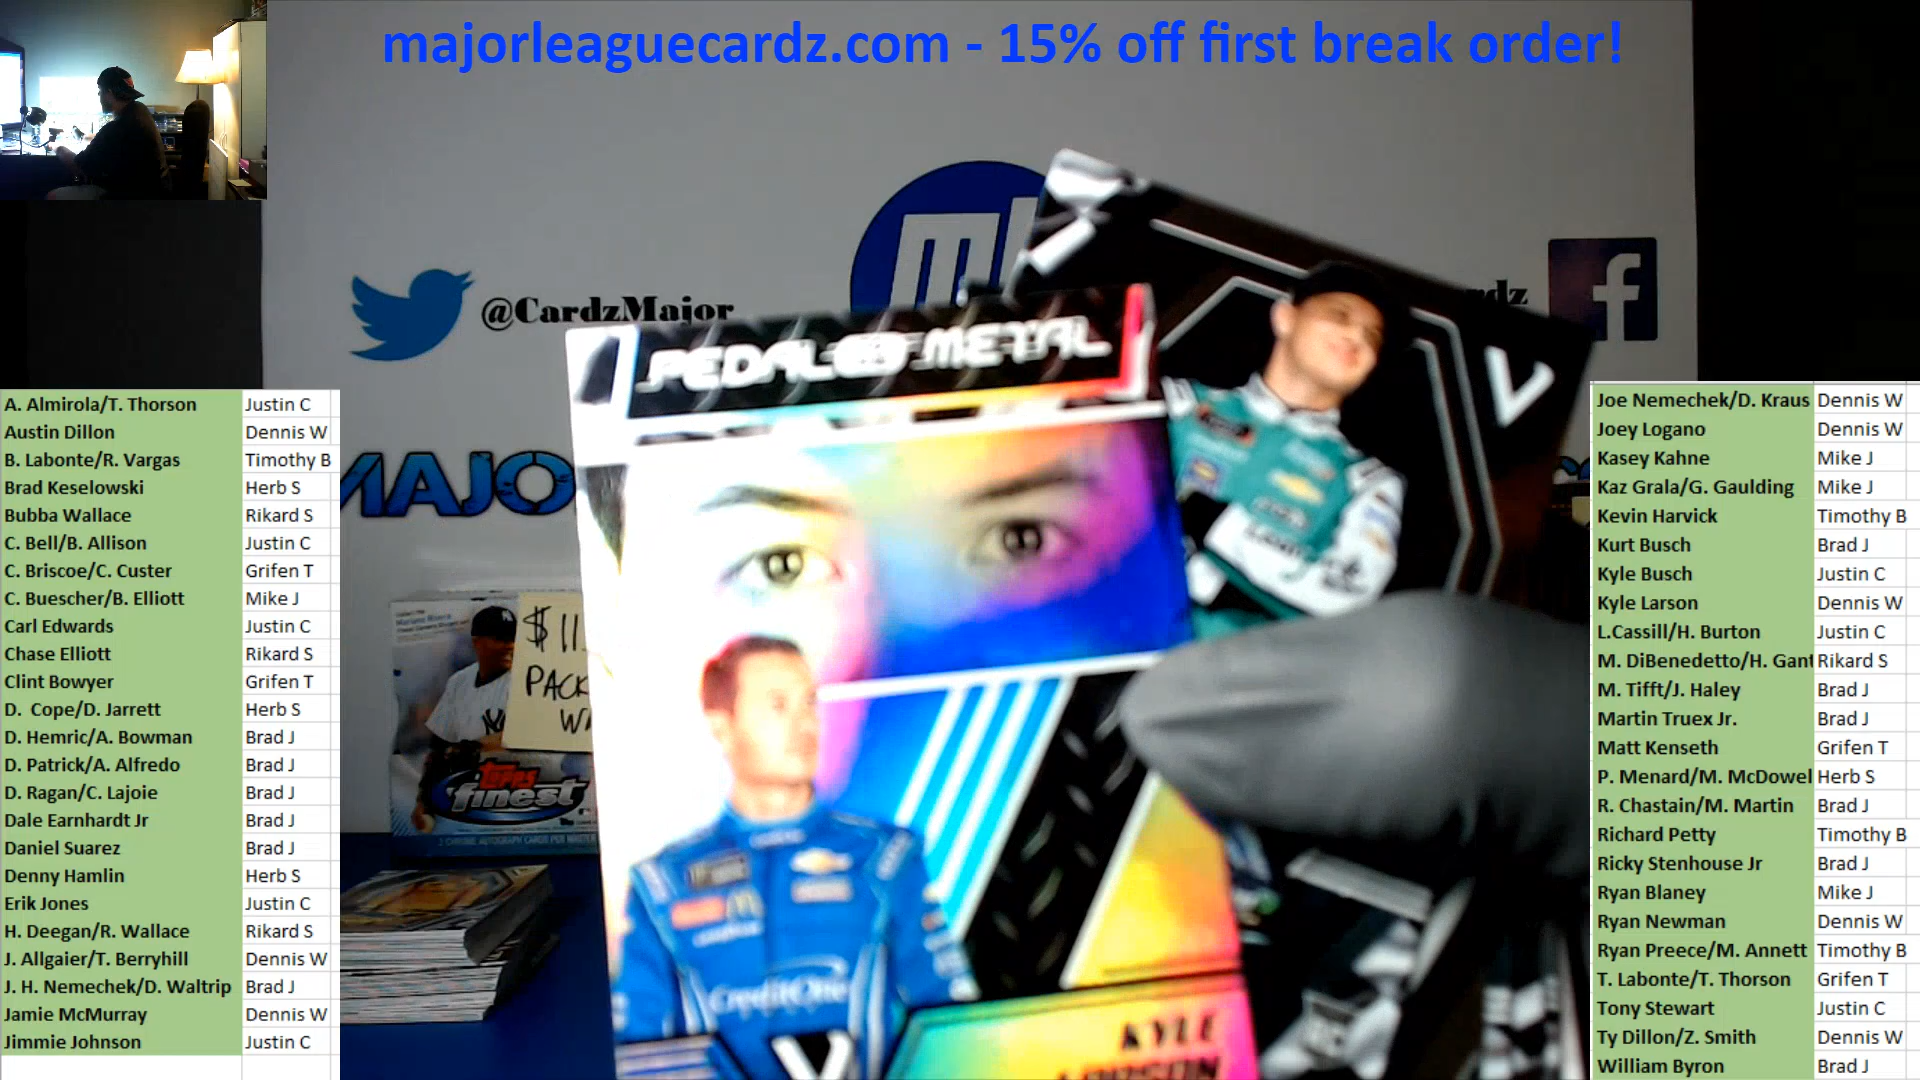 majorleaguecardz.com - 15% off first break order!
@CardzMajor
PEDAL METAL
A. Almirola/T. Thorson Justin C
Austin Dillon Dennis W
B. Labonte/R. Vargas Timothy B
Brad Keselowski Herb S
Bubba Wallace Rikard S
C. Bell/B. Allison Justin C
C. Briscoe/C. Custer Grifen T
C. Buescher/B. Elliott Mike J
Carl Edwards Justin C
Chase Elliott Rikard S
Clint Bowyer Grifen T
D. Cope/D. Jarrett Herb S
D. Hemric/A. Bowman Brad J
D. Patrick/A. Alfredo Brad J
D. Ragan/C. Lajoie Brad J
Dale Earnhardt Jr Brad J
Daniel Suarez Brad J
Denny Hamlin Herb S
Erik Jones Justin C
H. Deegan/R. Wallace Rikard S
J. Allgaier/T. Berryhill Dennis W
J. H. Nemechek/D. Waltrip Brad J
Jamie McMurray Dennis W
Jimmie Johnson Justin C
MAJO
$11
PACK
W
Topps
finest
Credit One
KYLE
LARSON
Joe Nemechek/D. Kraus Dennis W
Joey Logano Dennis W
Kasey Kahne Mike J
Kaz Grala/G. Gaulding Mike J
Kevin Harvick Timothy B
Kurt Busch Brad J
Kyle Busch Justin C
Kyle Larson Dennis W
L.Cassill/H. Burton Justin C
M. DiBenedetto/H. Gant Rikard S
M. Tifft/J. Haley Brad J
Martin Truex Jr. Brad J
Matt Kenseth Grifen T
P. Menard/M. McDowel Herb S
R. Chastain/M. Martin Brad J
Richard Petty Timothy B
Ricky Stenhouse Jr Brad J
Ryan Blaney Mike J
Ryan Newman Dennis W
Ryan Preece/M. Annett Timothy B
T. Labonte/T. Thorson Grifen T
Tony Stewart Justin C
Ty Dillon/Z. Smith Dennis W
William Byron Brad J